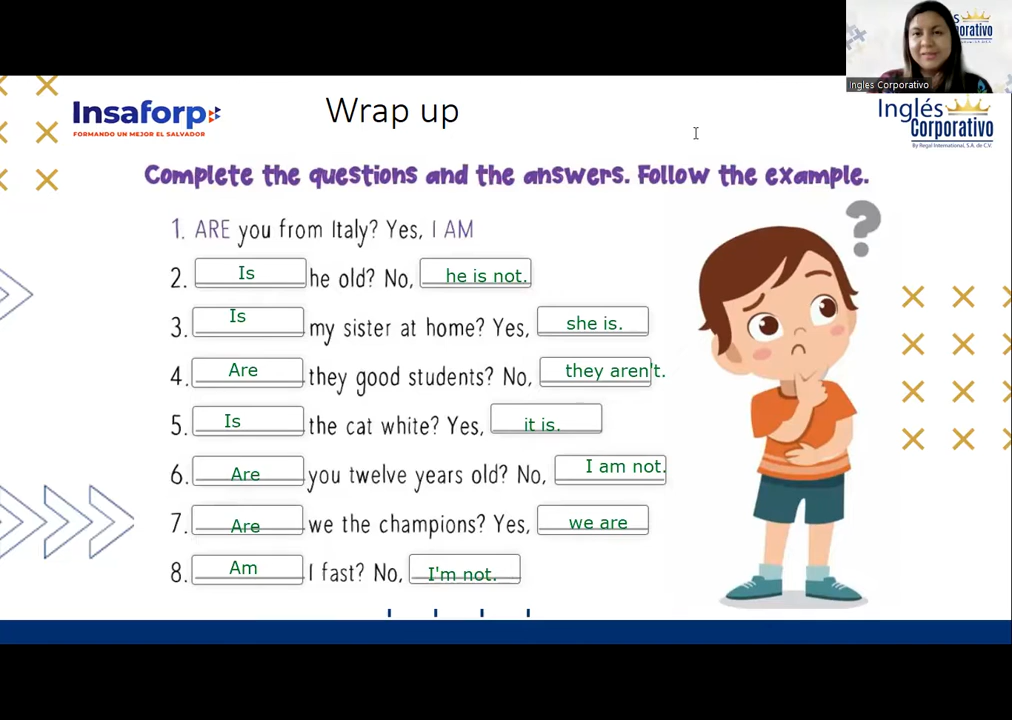 Ingles Corporativo
Insaforp
FORMANDO UN MEJOR EL SALVADOR
Wrap up
Inglés
Corporativo
By Regal International, S.A. de C.V.
Complete the questions and the answers. Follow the example.
1. ARE you from Italy? Yes, I AM
2. Is he old? No, he is not.
3. Is my sister at home? Yes, she is.
4. Are they good students? No, they aren't.
5. Is the cat white? Yes, it is.
6. Are you twelve years old? No, I am not.
7. Are we the champions? Yes, we are
8. Am I fast? No, I'm not.
?